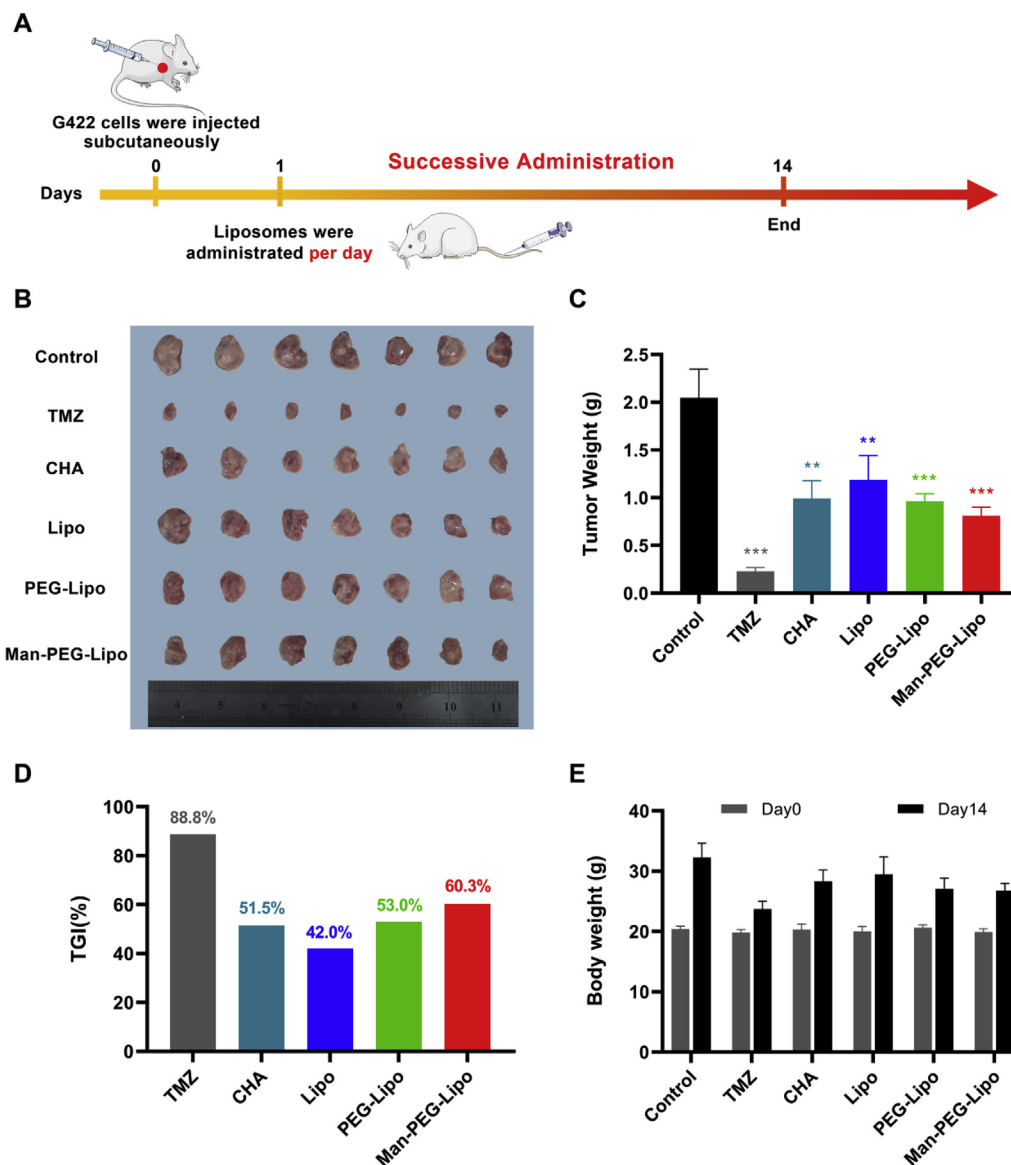 A
G422 cells were injected
subcutaneously
0
1
Successive Administration
14
Days
End
Liposomes were
administrated per day
B
Control
TMZ
CHA
Lipo
PEG-Lipo
Man-PEG-Lipo
4 5 6 7 8 9 10 11
C
Tumor Weight (g)
2.5
2.0
1.5
1.0
0.5
0.0
***
**
**
***
***
Control
TMZ
CHA
Lipo
PEG-Lipo
Man-PEG-Lipo
D
TGI(%)
100
80
60
40
20
0
88.8%
51.5%
42.0%
53.0%
60.3%
TMZ
CHA
Lipo
PEG-Lipo
Man-PEG-Lipo
E
Body weight (g)
40
30
20
10
0
Day0
Day14
Control
TMZ
CHA
Lipo
PEG-Lipo
Man-PEG-Lipo